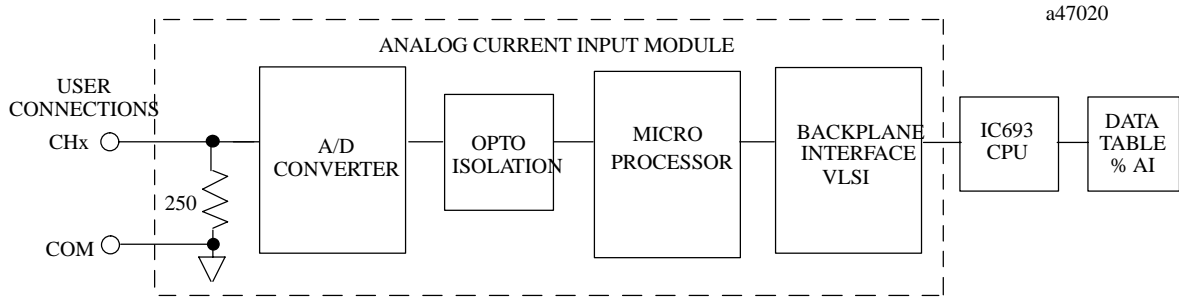 a47020
ANALOG CURRENT INPUT MODULE
USER
CONNECTIONS
CHx
250
COM
A/D
CONVERTER
OPTO
ISOLATION
MICRO
PROCESSOR
BACKPLANE
INTERFACE
VLSI
IC693
CPU
DATA
TABLE
% AI